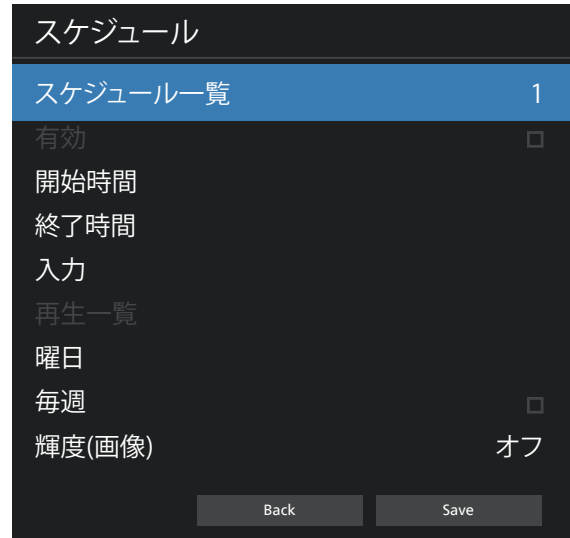 スケジュール
スケジュール一覧 1
有効
開始時間
終了時間
入力
再生一覧
曜日
毎週
輝度(画像) オフ
Back Save